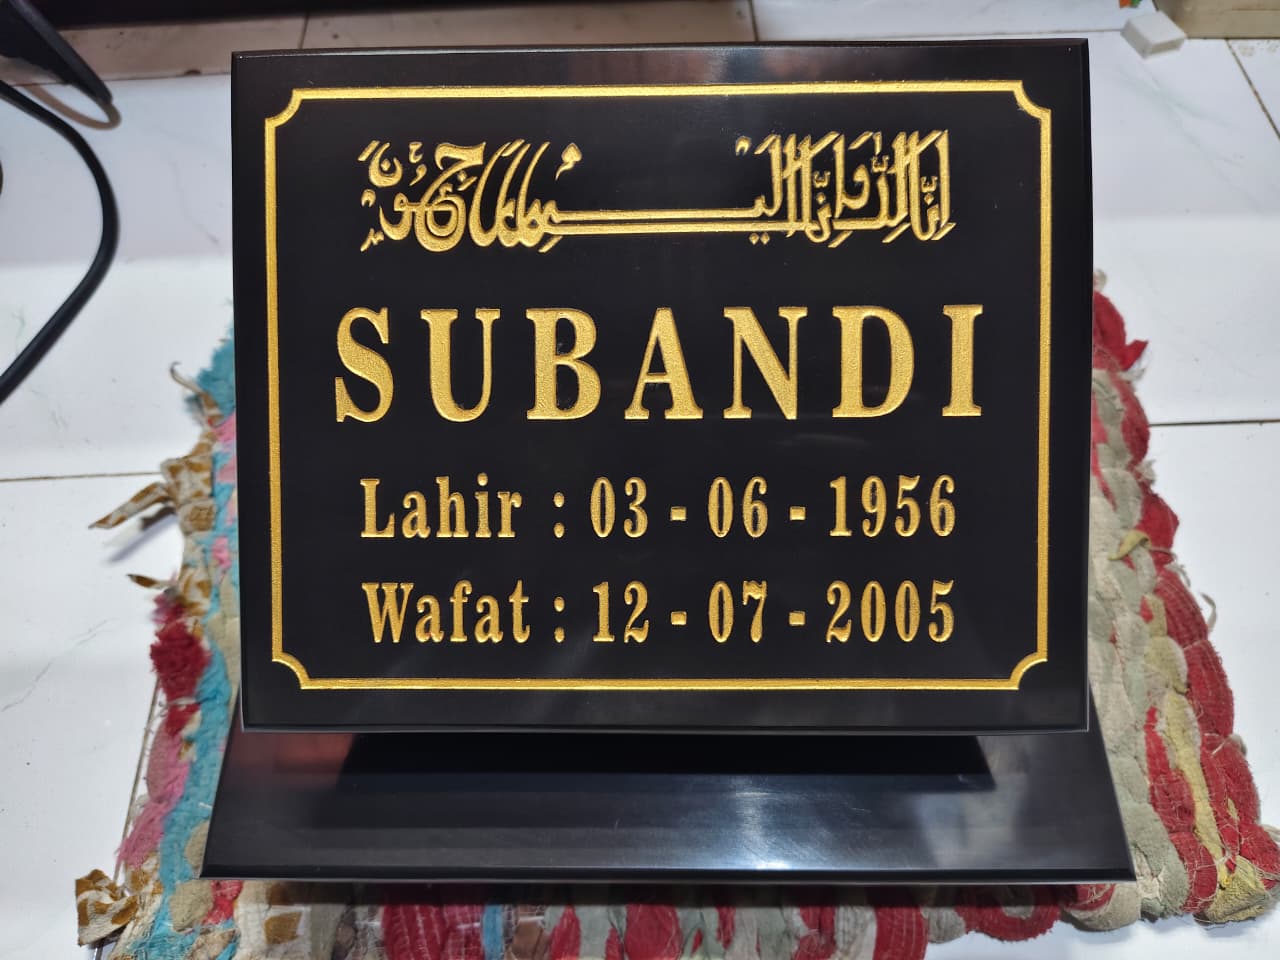 إنا لله وإنا إليه راجعون
SUBANDI
Lahir : 03 - 06 - 1956
Wafat : 12 - 07 - 2005